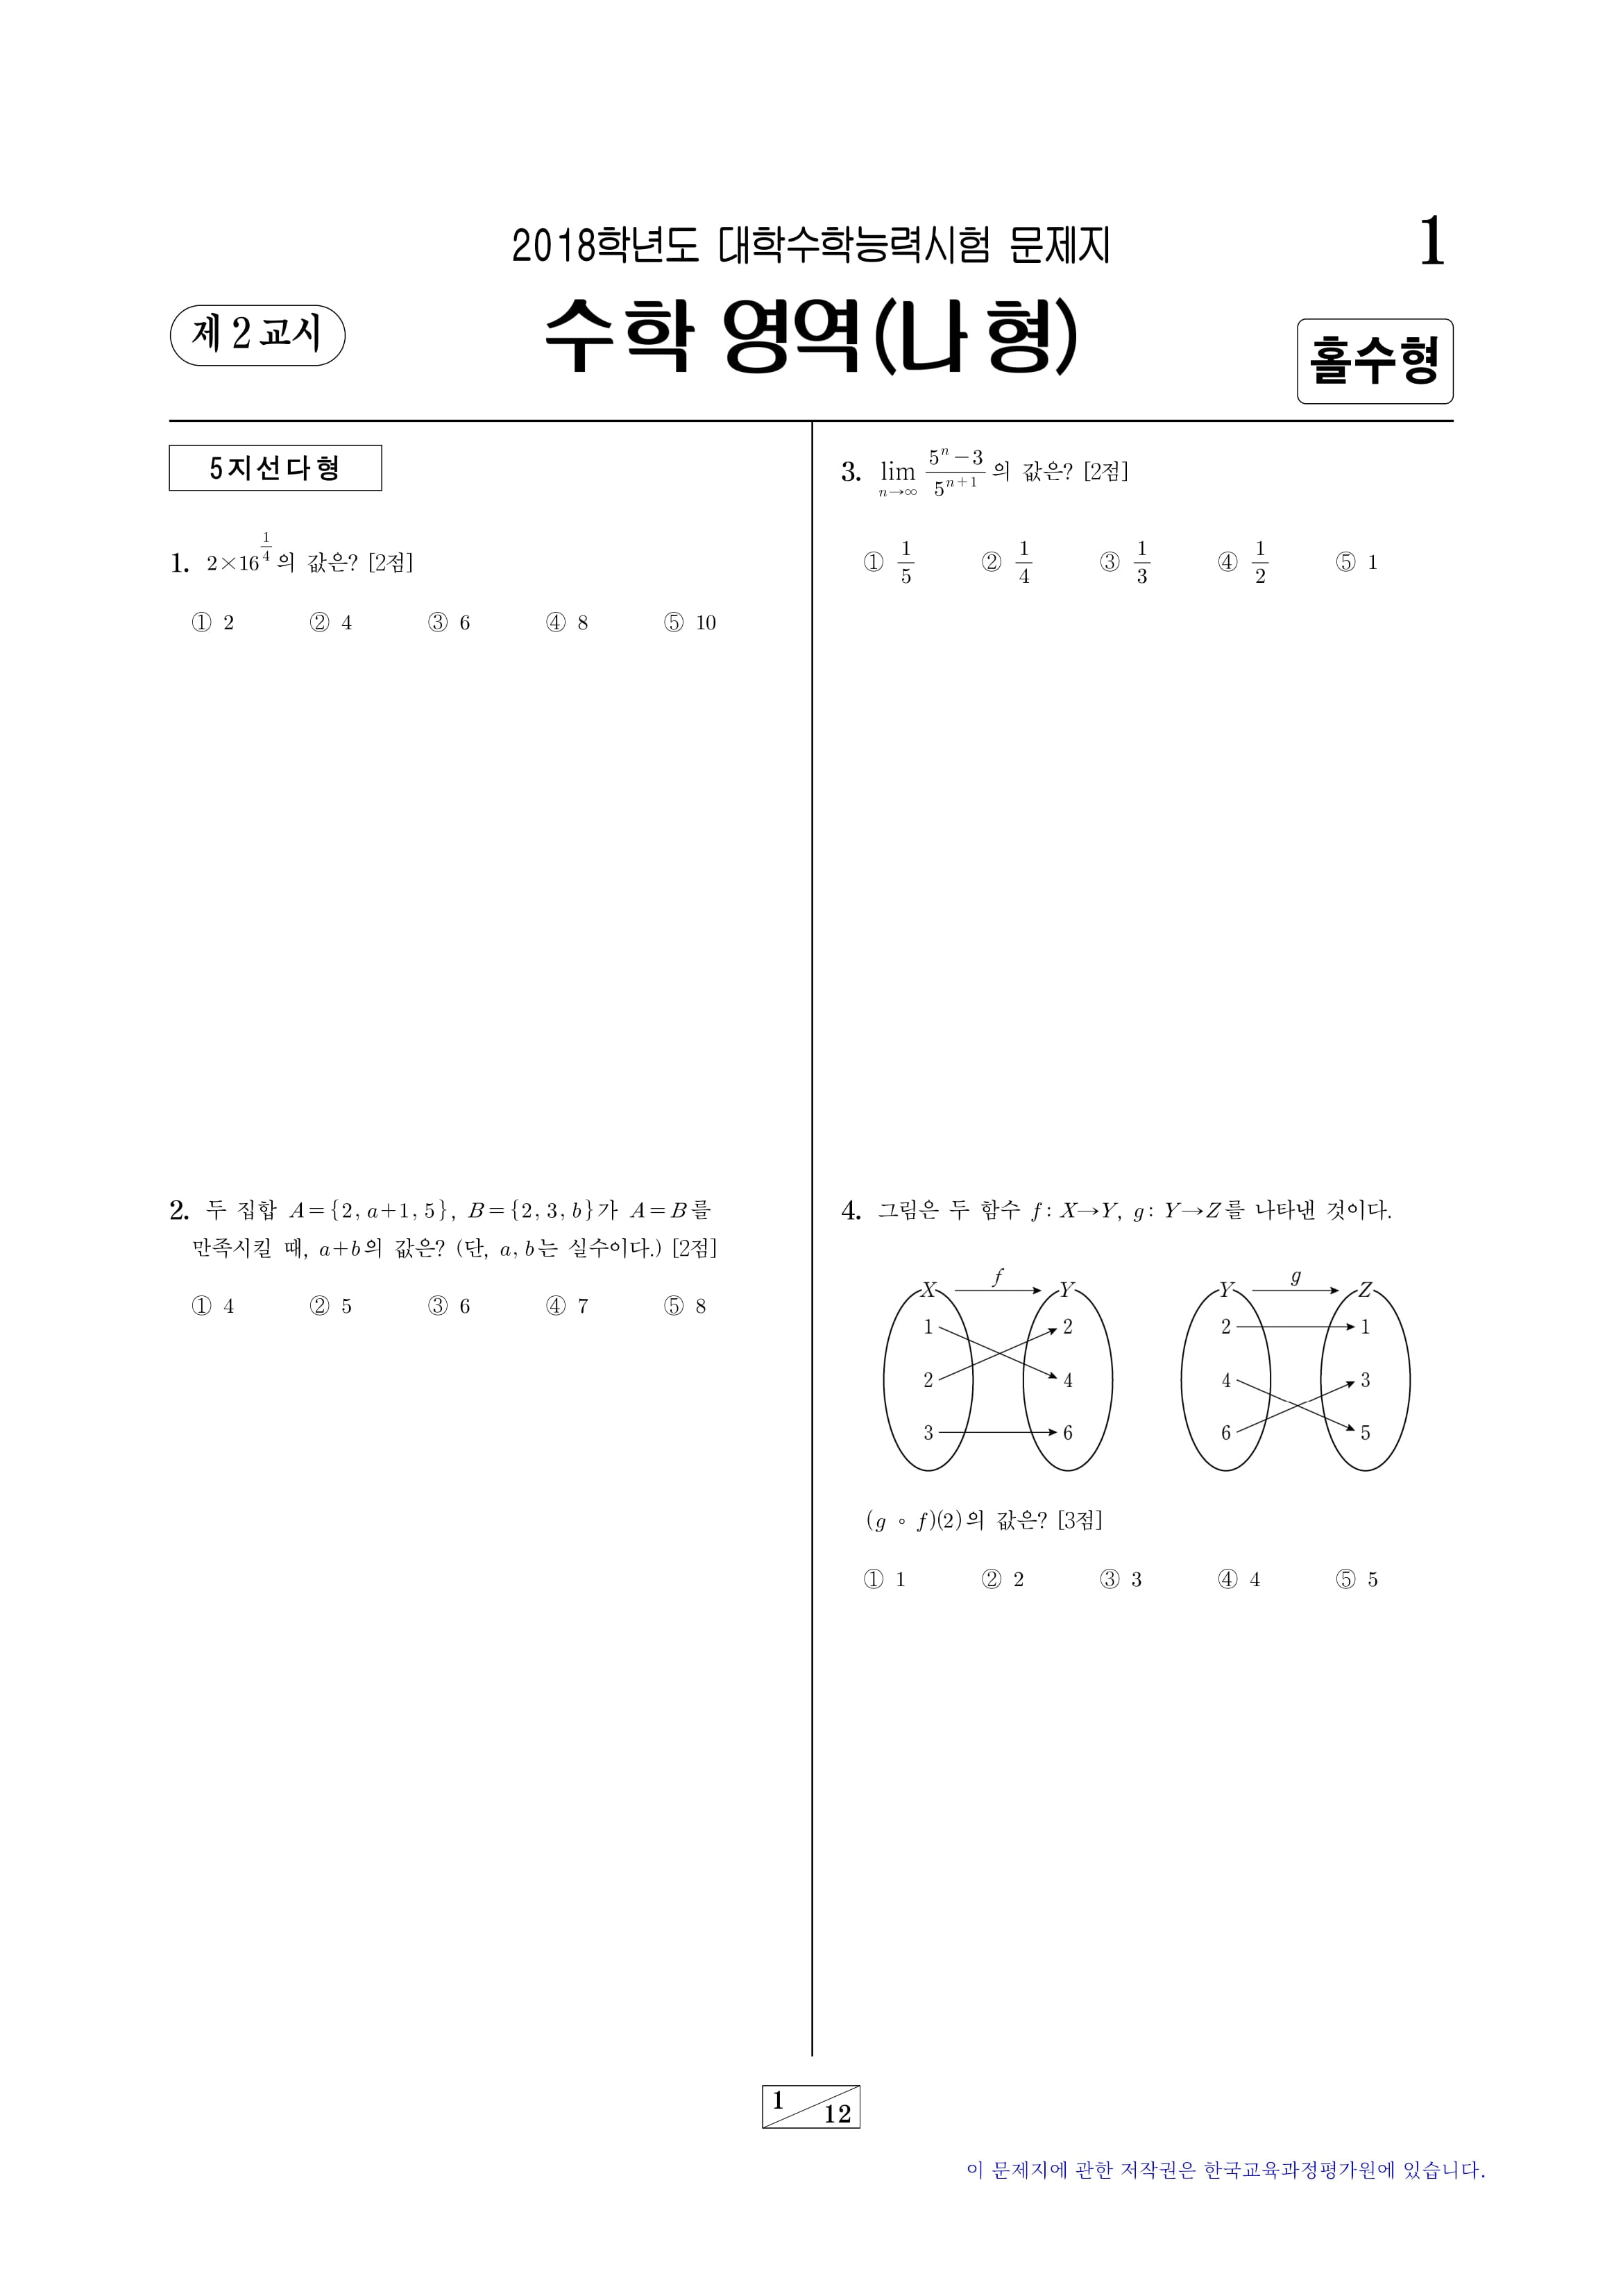 2018학년도 대학수학능력시험 문제지
1
제 2 교시
수학 영역(나 형)
홀수형
5지선다형
1. 2×16^{\frac{1}{4}}의 값은? [2점]
① 2 ② 4 ③ 6 ④ 8 ⑤ 10
2. 두 집합 A={2, a+1, 5}, B={2, 3, b}가 A=B를
만족시킬 때, a+b의 값은? (단, a, b는 실수이다.) [2점]
① 4 ② 5 ③ 6 ④ 7 ⑤ 8
3. \lim_{n→∞} \frac{5^n-3}{5^{n+1}}의 값은? [2점]
① \frac{1}{5} ② \frac{1}{4} ③ \frac{1}{3} ④ \frac{1}{2} ⑤ 1
4. 그림은 두 함수 f : X→Y, g : Y→Z를 나타낸 것이다.
X f Y Y g Z
1 2 2 1
2 4 4 3
3 6 6 5
(g ∘ f)(2)의 값은? [3점]
① 1 ② 2 ③ 3 ④ 4 ⑤ 5
1
12
이 문제지에 관한 저작권은 한국교육과정평가원에 있습니다.